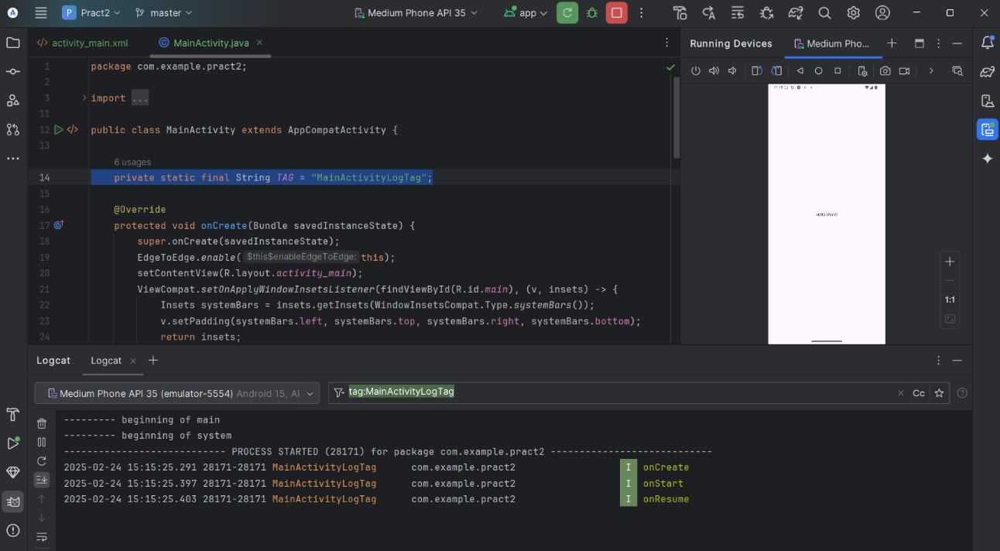 P Pract2 master Medium Phone API 35 app
activity_main.xml MainActivity.java
Running Devices Medium Pho...
1 package com.example.pract2;
2
3 import ...
11
12 public class MainActivity extends AppCompatActivity {
13
6 usages
14 private static final String TAG = "MainActivityLogTag";
15
16 @Override
17 protected void onCreate(Bundle savedInstanceState) {
18 super.onCreate(savedInstanceState);
19 EdgeToEdge.enable( $this$enableEdgeToEdge: this);
20 setContentView(R.layout.activity_main);
21 ViewCompat.setOnApplyWindowInsetsListener(findViewById(R.id.main), (v, insets) -> {
22 Insets systemBars = insets.getInsets(WindowInsetsCompat.Type.systemBars());
23 v.setPadding(systemBars.left, systemBars.top, systemBars.right, systemBars.bottom);
24 return insets;
Hello World!
1:1
Logcat Logcat
Medium Phone API 35 (emulator-5554) Android 15, AP
tag:MainActivityLogTag
Cc
--------- beginning of main
--------- beginning of system
---------------------------- PROCESS STARTED (28171) for package com.example.pract2 ----------------------------
2025-02-24 15:15:25.291 28171-28171 MainActivityLogTag com.example.pract2 I onCreate
2025-02-24 15:15:25.397 28171-28171 MainActivityLogTag com.example.pract2 I onStart
2025-02-24 15:15:25.403 28171-28171 MainActivityLogTag com.example.pract2 I onResume